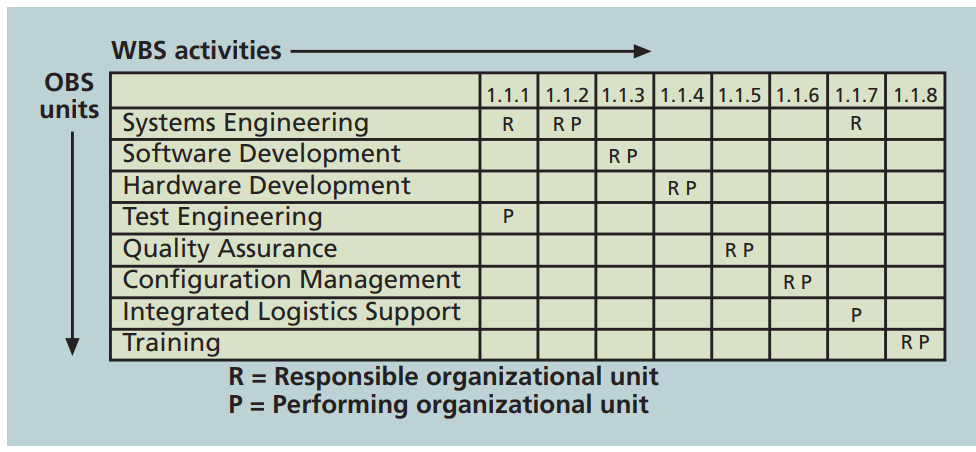 WBS activities
OBS units
1.1.1 1.1.2 1.1.3 1.1.4 1.1.5 1.1.6 1.1.7 1.1.8
Systems Engineering R R P R
Software Development R P
Hardware Development R P
Test Engineering P
Quality Assurance R P
Configuration Management R P
Integrated Logistics Support P
Training R P
R = Responsible organizational unit
P = Performing organizational unit